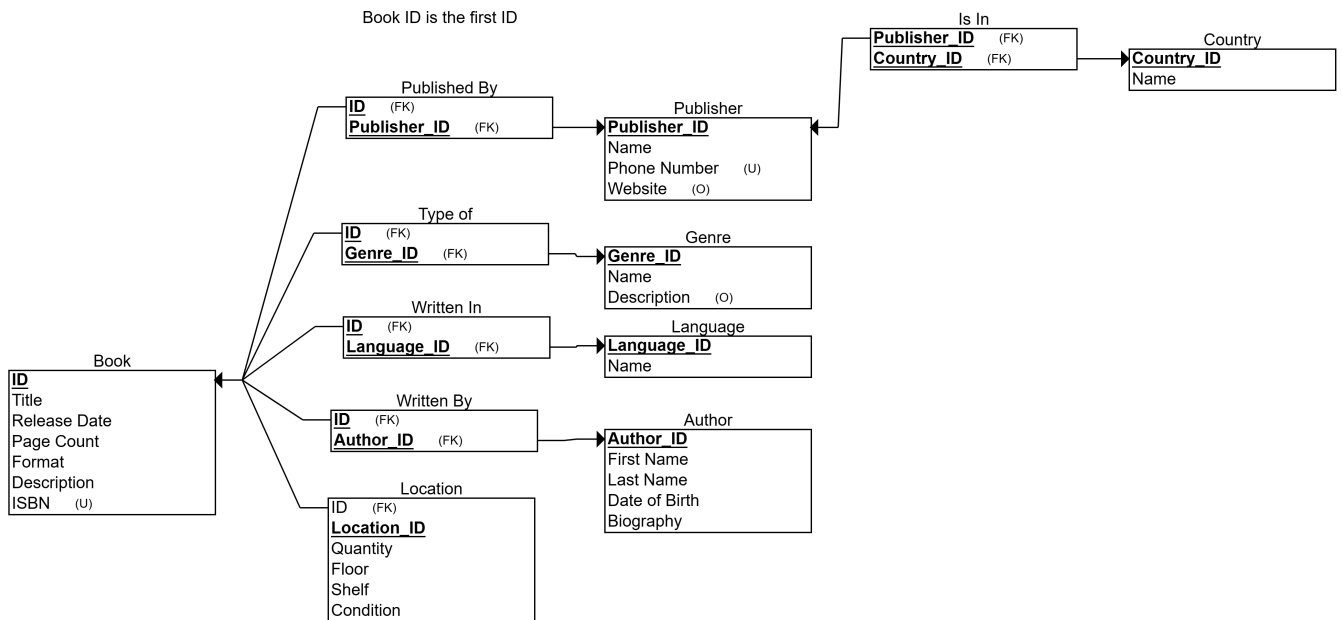 Book ID is the first ID
Is In
Publisher_ID (FK)
Country_ID (FK)
Country
Country_ID
Name
Published By
ID (FK)
Publisher_ID (FK)
Publisher
Publisher_ID
Name
Phone Number (U)
Website (O)
Type of
ID (FK)
Genre_ID (FK)
Genre
Genre_ID
Name
Description (O)
Written In
ID (FK)
Language_ID (FK)
Language
Language_ID
Name
Book
ID
Title
Release Date
Page Count
Format
Description
ISBN (U)
Written By
ID (FK)
Author_ID (FK)
Author
Author_ID
First Name
Last Name
Date of Birth
Biography
Location
ID (FK)
Location_ID
Quantity
Floor
Shelf
Condition